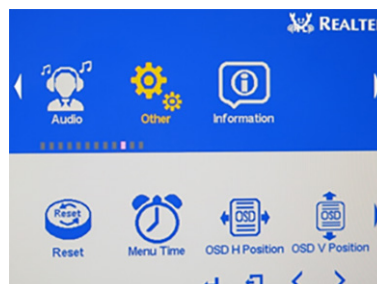 REALTE
Audio
Other
Information
Reset
OSD
OSD
Reset
Menu Time
OSD H Position
OSD V Position